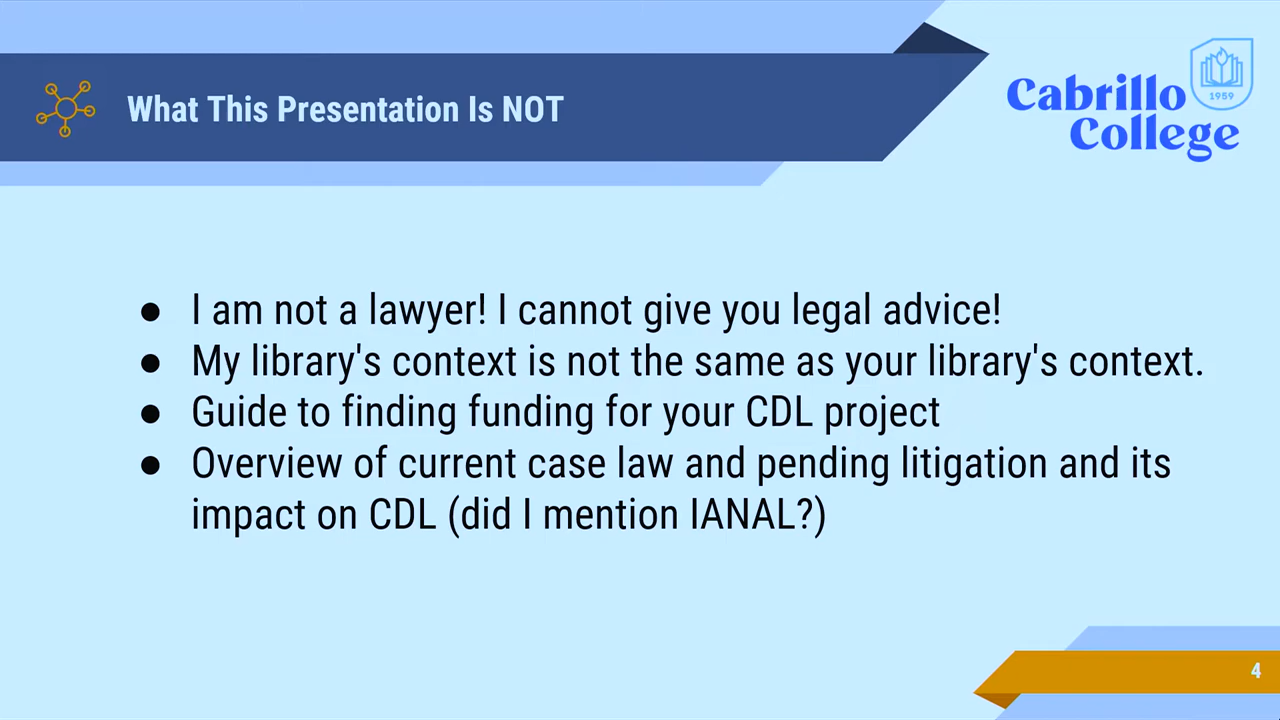 What This Presentation Is NOT
Cabrillo
College
1959
● I am not a lawyer! I cannot give you legal advice!
● My library's context is not the same as your library's context.
● Guide to finding funding for your CDL project
● Overview of current case law and pending litigation and its
impact on CDL (did I mention IANAL?)
4